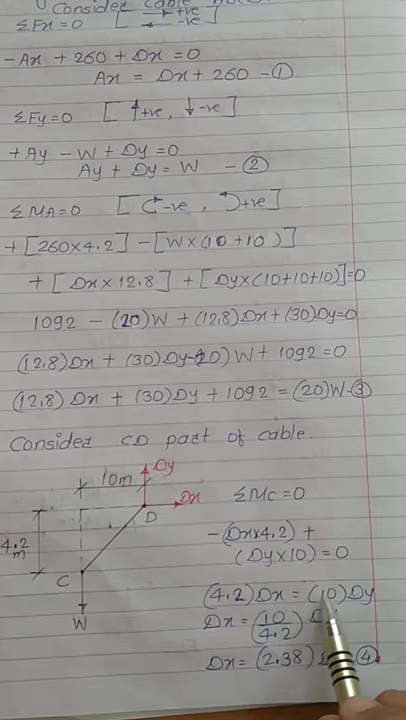 Consider cable
ΣFx=0 [ → +ve ← -ve ]
-Ax + 260 + Dx = 0
Ax = Dx + 260 - ①
ΣFy=0 [ ↑+ve, ↓-ve ]
+Ay - W + Dy = 0
Ay + Dy = W - ②
ΣMA=0 [ ↻-ve, ↺+ve ]
+[260×4.2] - [W×(10+10)]
+ [Dx×12.8] + [Dy×(10+10+10)]=0
1092 - (20)W + (12.8)Dx + (30)Dy=0
(12.8)Dx + (30)Dy-(20)W + 1092 = 0
(12.8) Dx + (30)Dy + 1092 = (20)W-③
Consider CD part of cable.
Dy
10m
Dx
D
4.2
m
C
W
ΣMc=0
-(Dx×4.2) +
(Dy×10) = 0
(4.2)Dx = (10)Dy
Dx = (10/4.2)
Dx = (2.38) ④